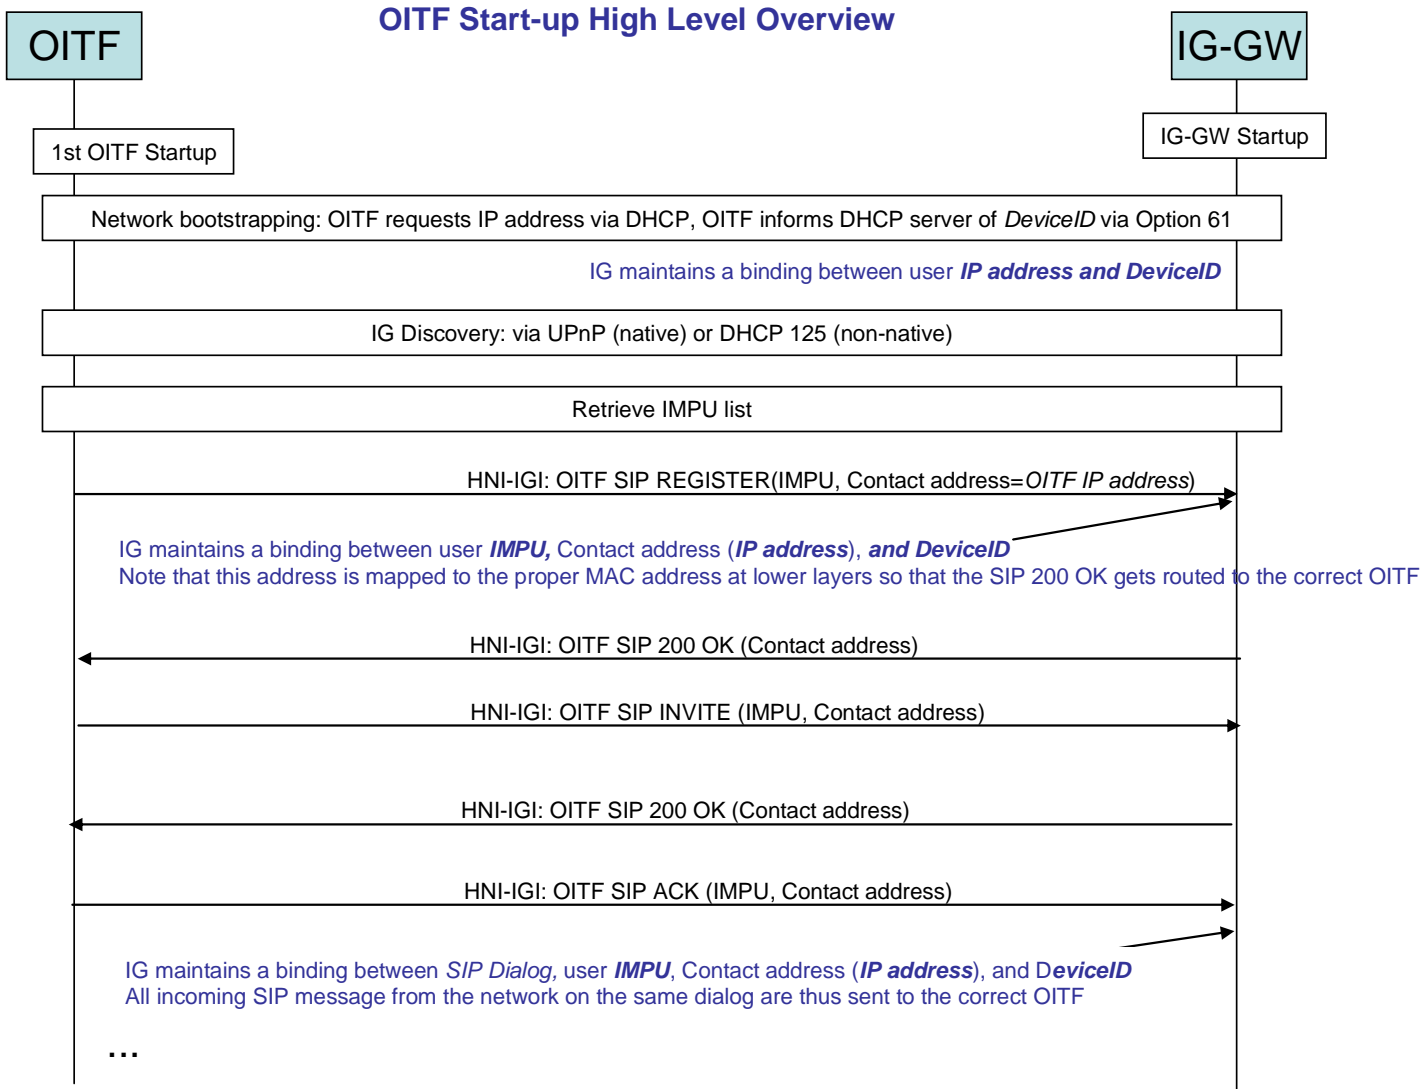 OITF Start-up High Level Overview
OITF
IG-GW
1st OITF Startup
IG-GW Startup
Network bootstrapping: OITF requests IP address via DHCP, OITF informs DHCP server of DeviceID via Option 61
IG maintains a binding between user IP address and DeviceID
IG Discovery: via UPnP (native) or DHCP 125 (non-native)
Retrieve IMPU list
HNI-IGI: OITF SIP REGISTER(IMPU, Contact address=OITF IP address)
IG maintains a binding between user IMPU, Contact address (IP address), and DeviceID
Note that this address is mapped to the proper MAC address at lower layers so that the SIP 200 OK gets routed to the correct OITF
HNI-IGI: OITF SIP 200 OK (Contact address)
HNI-IGI: OITF SIP INVITE (IMPU, Contact address)
HNI-IGI: OITF SIP 200 OK (Contact address)
HNI-IGI: OITF SIP ACK (IMPU, Contact address)
IG maintains a binding between SIP Dialog, user IMPU, Contact address (IP address), and DeviceID
All incoming SIP message from the network on the same dialog are thus sent to the correct OITF
...